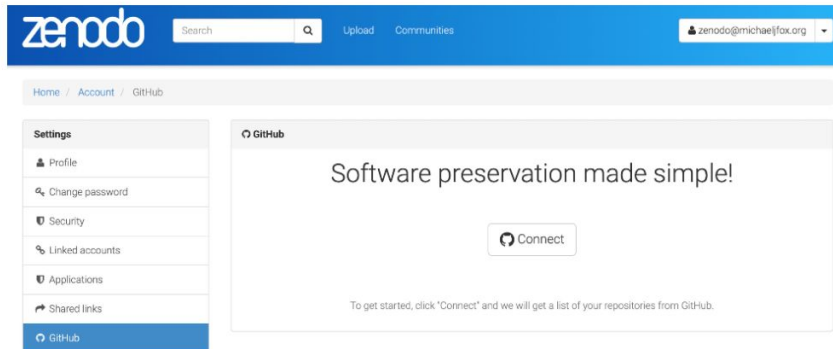 zenodo
Search
Upload Communities
zenodo@michaeljfox.org
Home / Account / GitHub
Settings
Profile
Change password
Security
Linked accounts
Applications
Shared links
GitHub
GitHub
Software preservation made simple!
Connect
To get started, click "Connect" and we will get a list of your repositories from GitHub.